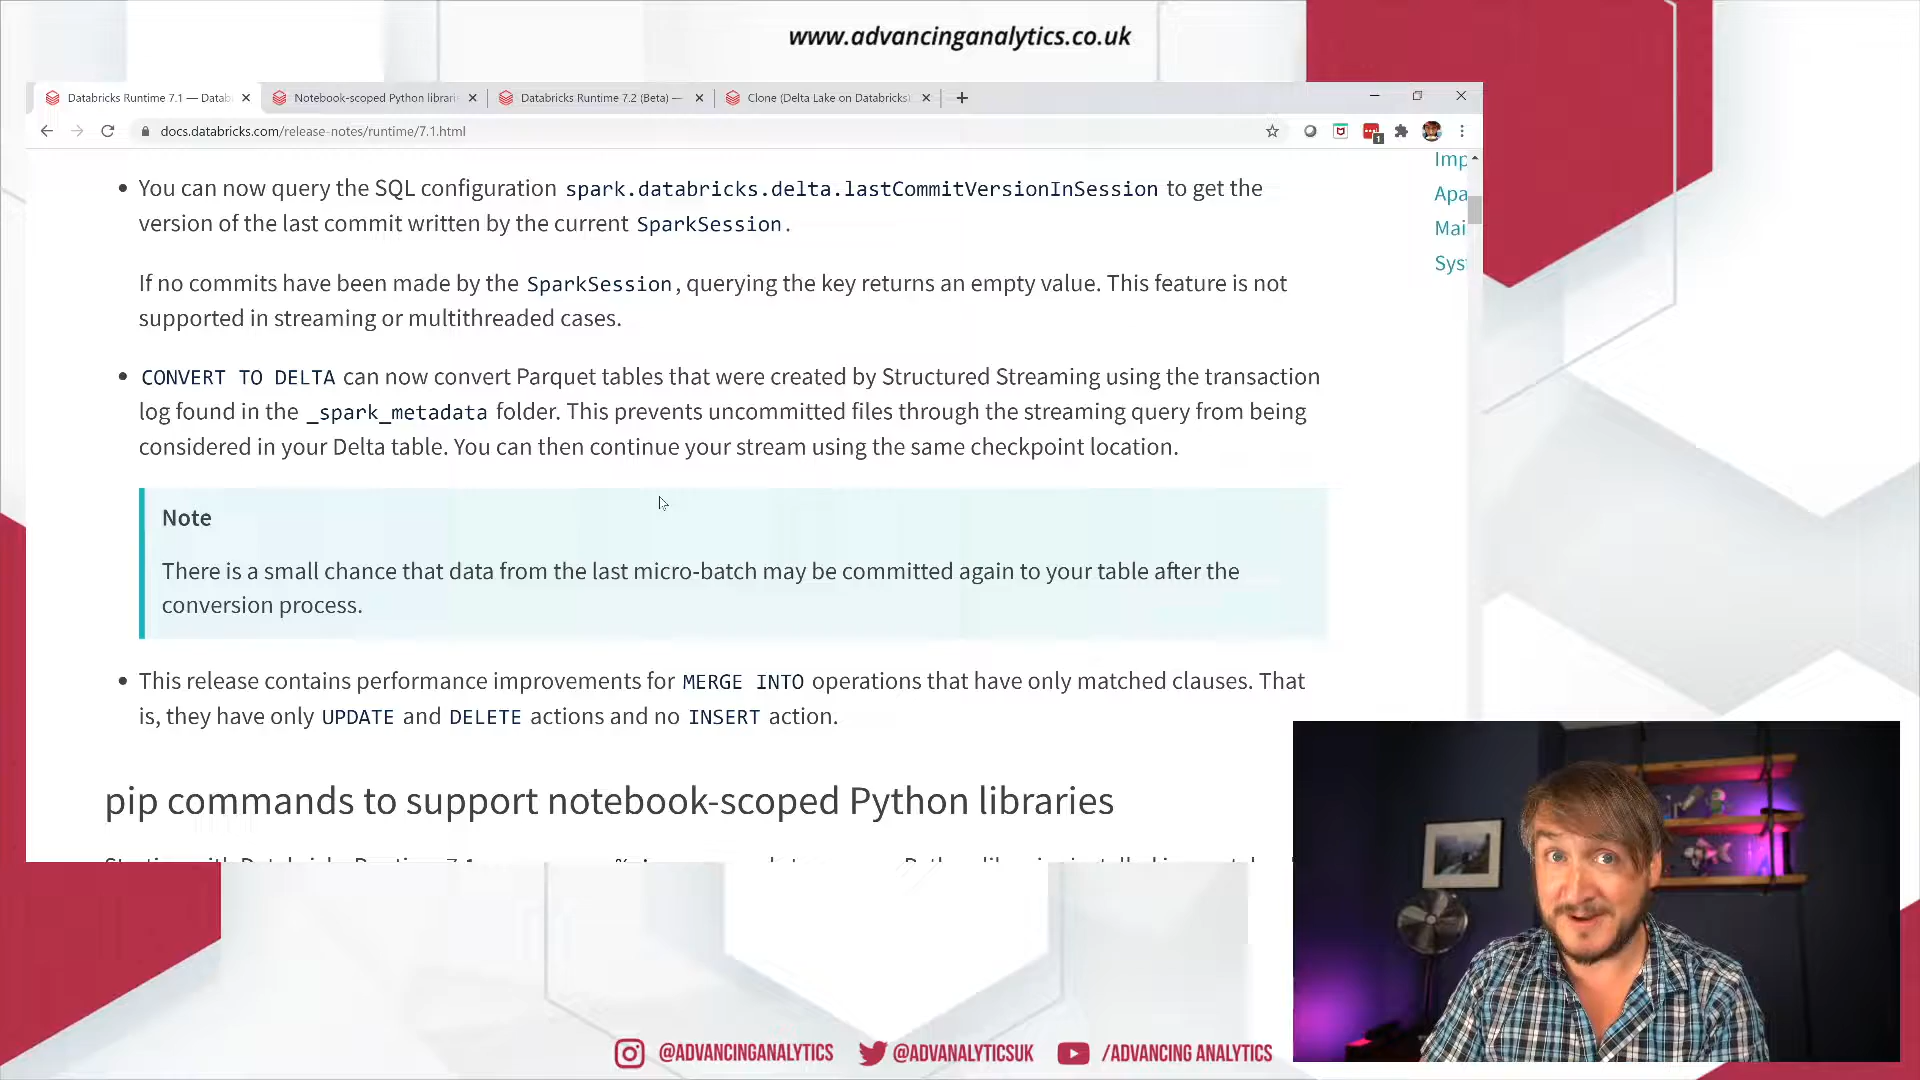 www.advancinganalytics.co.uk
Databricks Runtime 7.1 — Datab
Notebook-scoped Python librari
Databricks Runtime 7.2 (Beta) —
Clone (Delta Lake on Databricks)
docs.databricks.com/release-notes/runtime/7.1.html
1
Imp
Apa
Mai
Sys
• You can now query the SQL configuration spark.databricks.delta.lastCommitVersionInSession to get the
version of the last commit written by the current SparkSession.
If no commits have been made by the SparkSession, querying the key returns an empty value. This feature is not
supported in streaming or multithreaded cases.
• CONVERT TO DELTA can now convert Parquet tables that were created by Structured Streaming using the transaction
log found in the _spark_metadata folder. This prevents uncommitted files through the streaming query from being
considered in your Delta table. You can then continue your stream using the same checkpoint location.
Note
There is a small chance that data from the last micro-batch may be committed again to your table after the
conversion process.
• This release contains performance improvements for MERGE INTO operations that have only matched clauses. That
is, they have only UPDATE and DELETE actions and no INSERT action.
pip commands to support notebook-scoped Python libraries
@ADVANCINGANALYTICS
@ADVANALYTICSUK
/ADVANCING ANALYTICS